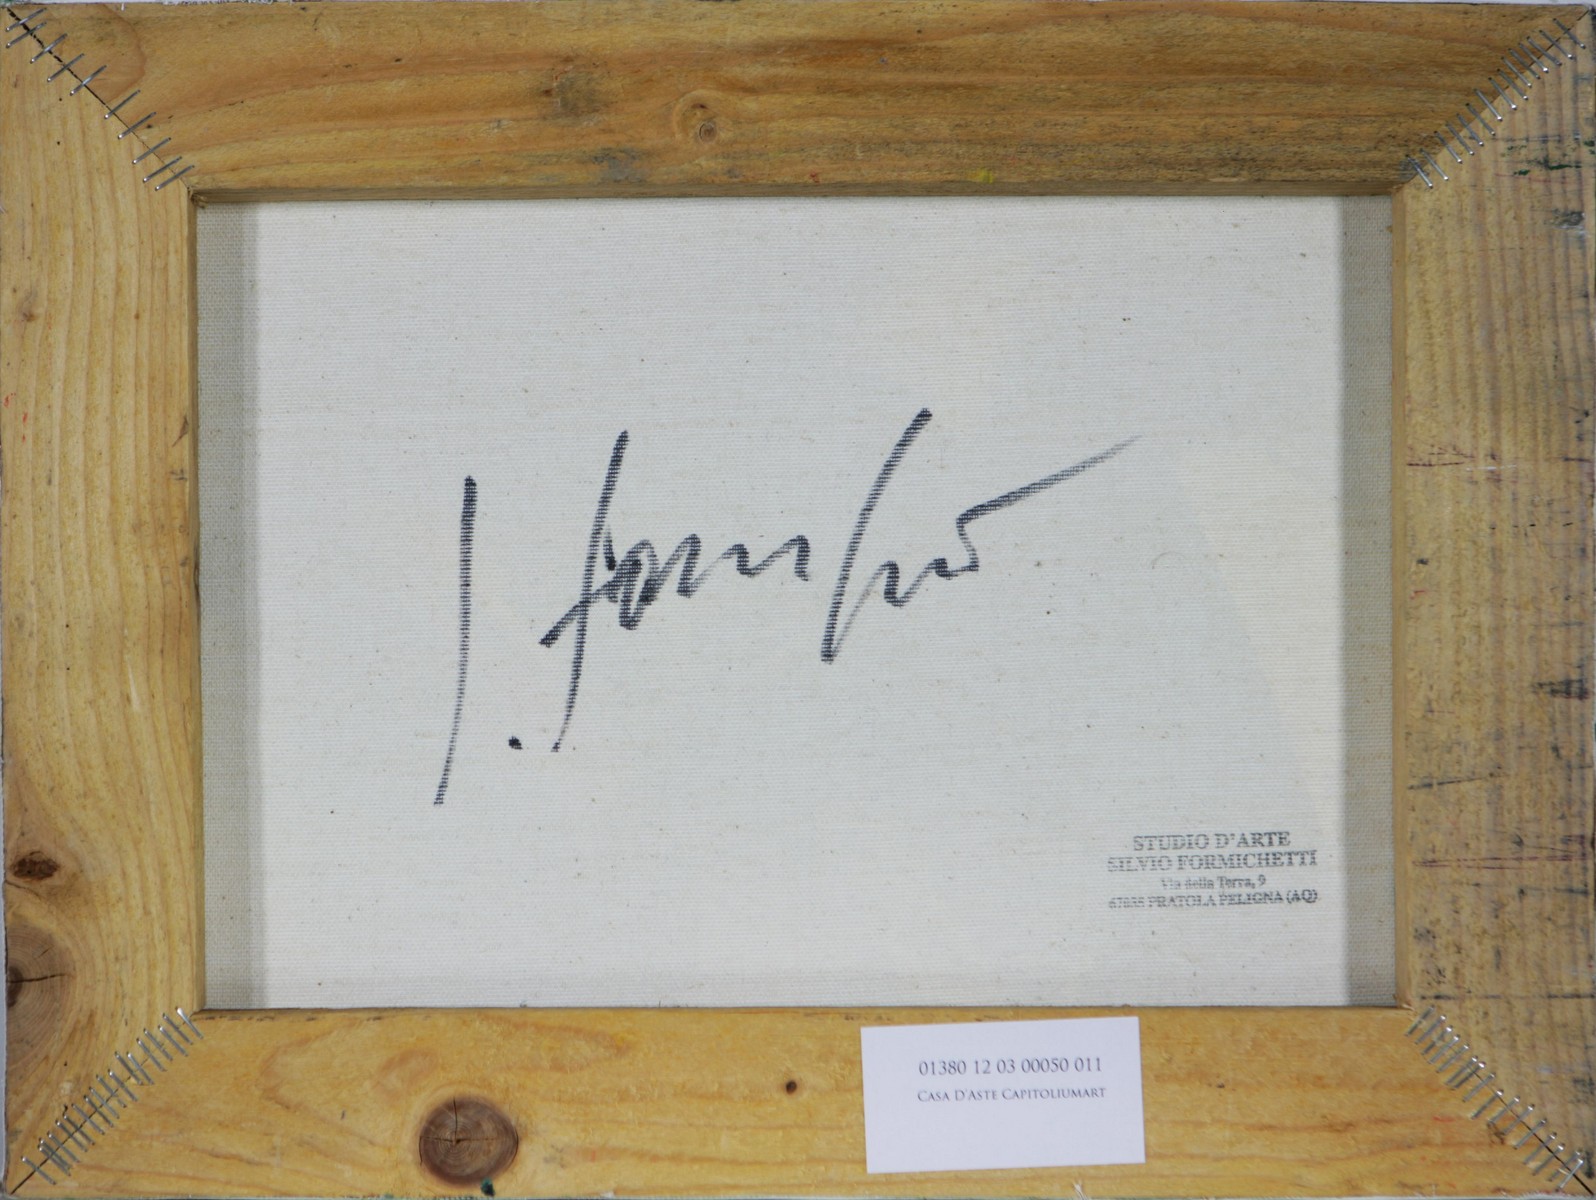 STUDIO D'ARTE
SILVIO FORMICHETTI
Via della Terra, 9
67035 PRATOLA PELIGNA (AQ)
01380 12 03 00050 011
CASA D'ASTE CAPITOLIUMART